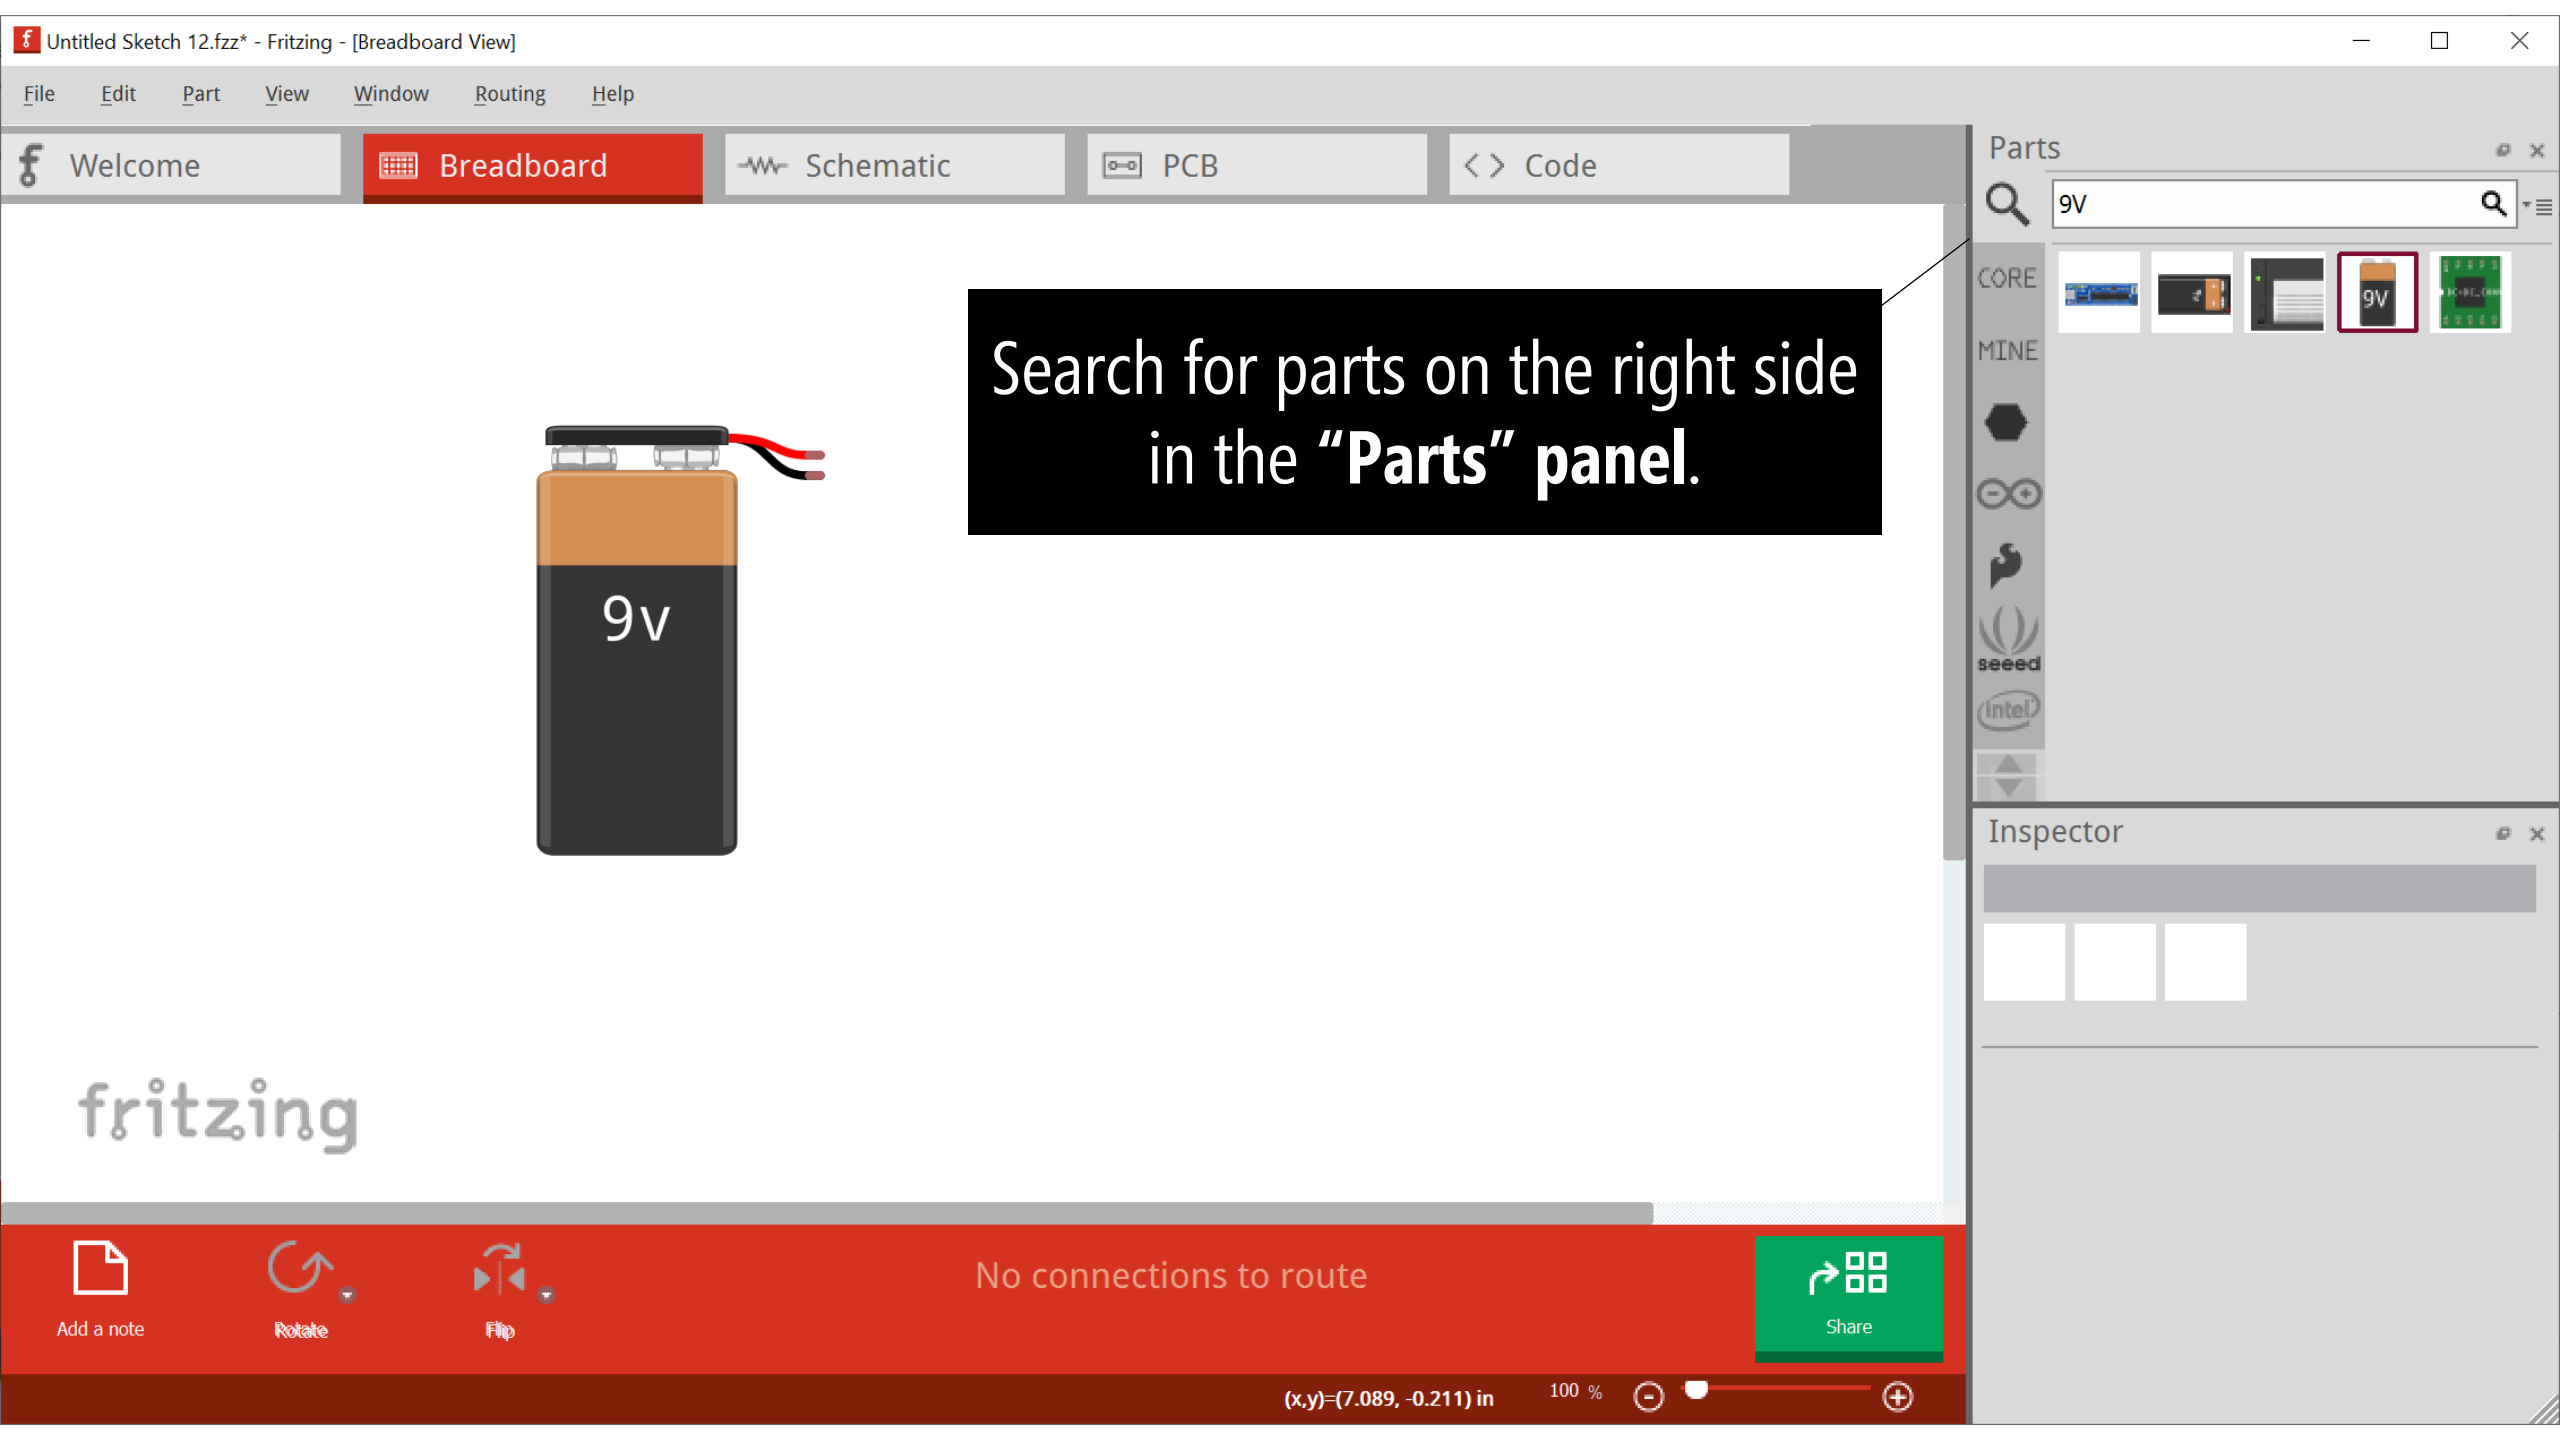 Untitled Sketch 12.fzz* - Fritzing - [Breadboard View]
File Edit Part View Window Routing Help
Welcome Breadboard Schematic PCB Code
Parts
9V
CORE
MINE
9V
Search for parts on the right side
in the “Parts” panel.
9v
seeed
intel
Inspector
fritzing
No connections to route
Add a note Rotate Flip Share
(x,y)=(7.089, -0.211) in 100 %